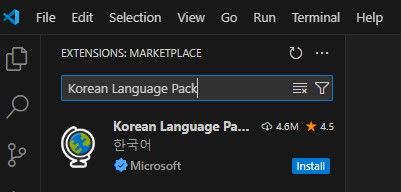 File Edit Selection View Go Run Terminal Help
EXTENSIONS: MARKETPLACE
Korean Language Pack
Korean Language Pa... 4.6M 4.5
한국어
Microsoft Install